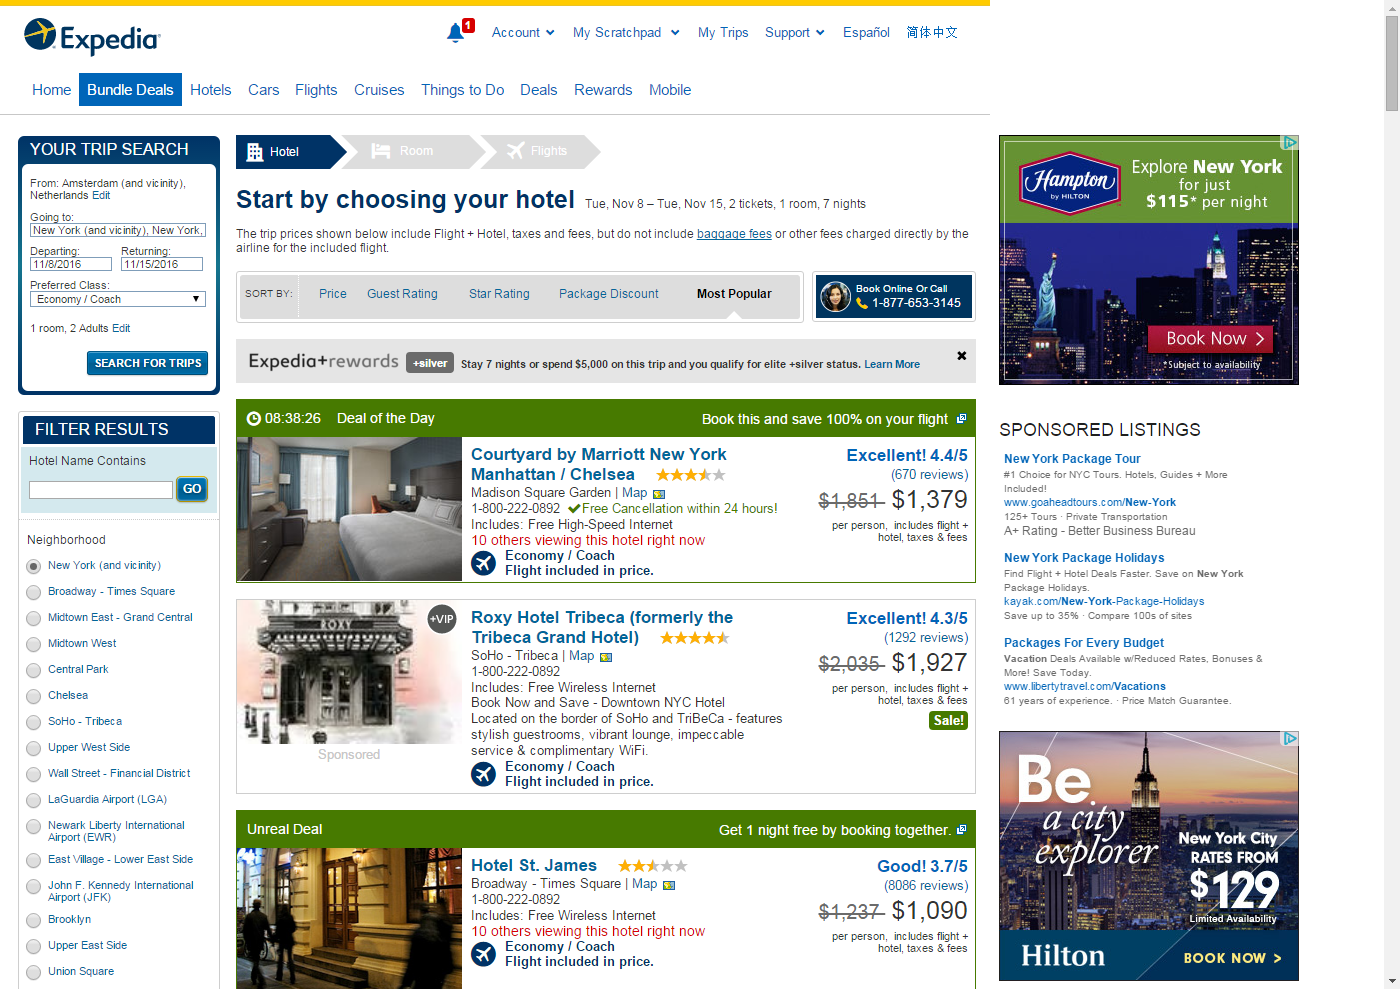 Expedia
1
Account
My Scratchpad
My Trips
Support
Español
简体中文
Home
Bundle Deals
Hotels
Cars
Flights
Cruises
Things to Do
Deals
Rewards
Mobile
YOUR TRIP SEARCH
From: Amsterdam (and vicinity),
Netherlands Edit
Going to:
New York (and vicinity), New York,
Departing:
Returning:
11/8/2016
11/15/2016
Preferred Class:
Economy / Coach
1 room, 2 Adults Edit
SEARCH FOR TRIPS
FILTER RESULTS
Hotel Name Contains
GO
Neighborhood
New York (and vicinity)
Broadway - Times Square
Midtown East - Grand Central
Midtown West
Central Park
Chelsea
SoHo - Tribeca
Upper West Side
Wall Street - Financial District
LaGuardia Airport (LGA)
Newark Liberty International
Airport (EWR)
East Village - Lower East Side
John F. Kennedy International
Airport (JFK)
Brooklyn
Upper East Side
Union Square
Hotel
Room
Flights
Start by choosing your hotel
Tue, Nov 8 – Tue, Nov 15, 2 tickets, 1 room, 7 nights
The trip prices shown below include Flight + Hotel, taxes and fees, but do not include baggage fees or other fees charged directly by the
airline for the included flight.
SORT BY:
Price
Guest Rating
Star Rating
Package Discount
Most Popular
Book Online Or Call
1-877-653-3145
Expedia+rewards
+silver
Stay 7 nights or spend $5,000 on this trip and you qualify for elite +silver status. Learn More
08:38:26
Deal of the Day
Book this and save 100% on your flight
Courtyard by Marriott New York
Manhattan / Chelsea
Madison Square Garden | Map
1-800-222-0892 Free Cancellation within 24 hours!
Includes: Free High-Speed Internet
10 others viewing this hotel right now
Economy / Coach
Flight included in price.
Excellent! 4.4/5
(670 reviews)
$1,851 $1,379
per person, includes flight +
hotel, taxes & fees
ROXY
+VIP
Sponsored
Roxy Hotel Tribeca (formerly the
Tribeca Grand Hotel)
SoHo - Tribeca | Map
1-800-222-0892
Includes: Free Wireless Internet
Book Now and Save - Downtown NYC Hotel
Located on the border of SoHo and TriBeCa - features
stylish guestrooms, vibrant lounge, impeccable
service & complimentary WiFi.
Economy / Coach
Flight included in price.
Excellent! 4.3/5
(1292 reviews)
$2,035 $1,927
per person, includes flight +
hotel, taxes & fees
Sale!
Unreal Deal
Get 1 night free by booking together.
Hotel St. James
Broadway - Times Square | Map
1-800-222-0892
Includes: Free Wireless Internet
10 others viewing this hotel right now
Economy / Coach
Flight included in price.
Good! 3.7/5
(8086 reviews)
$1,237 $1,090
per person, includes flight +
hotel, taxes & fees
Hampton
by HILTON
Explore New York
for just
$115* per night
Book Now
*Subject to availability
SPONSORED LISTINGS
New York Package Tour
#1 Choice for NYC Tours. Hotels, Guides + More
Included!
www.goaheadtours.com/New-York
125+ Tours · Private Transportation
A+ Rating - Better Business Bureau
New York Package Holidays
Find Flight + Hotel Deals Faster. Save on New York
Package Holidays.
kayak.com/New-York-Package-Holidays
Save up to 35% · Compare 100s of sites
Packages For Every Budget
Vacation Deals Available w/Reduced Rates, Bonuses &
More! Save Today.
www.libertytravel.com/Vacations
61 years of experience. · Price Match Guarantee.
Be
a city
explorer
New York City
RATES FROM
$129
Limited Availability
Hilton
BOOK NOW >